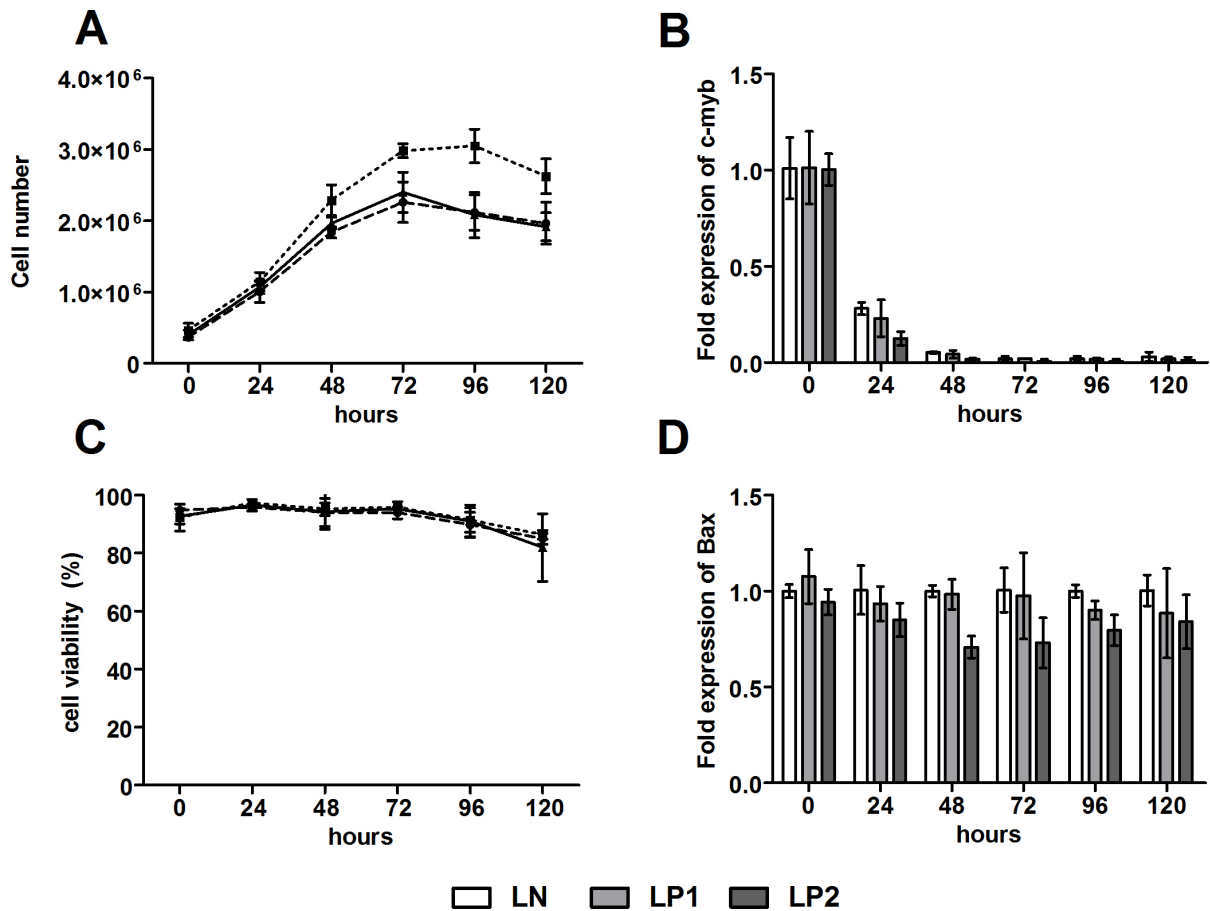 A
Cell number
4.0×10⁶
3.0×10⁶
2.0×10⁶
1.0×10⁶
0
0 24 48 72 96 120
hours
B
Fold expression of c-myb
1.5
1.0
0.5
0.0
0 24 48 72 96 120
hours
C
cell viability (%)
100
80
60
40
20
0
0 24 48 72 96 120
hours
D
Fold expression of Bax
1.5
1.0
0.5
0.0
0 24 48 72 96 120
hours
LN LP1 LP2